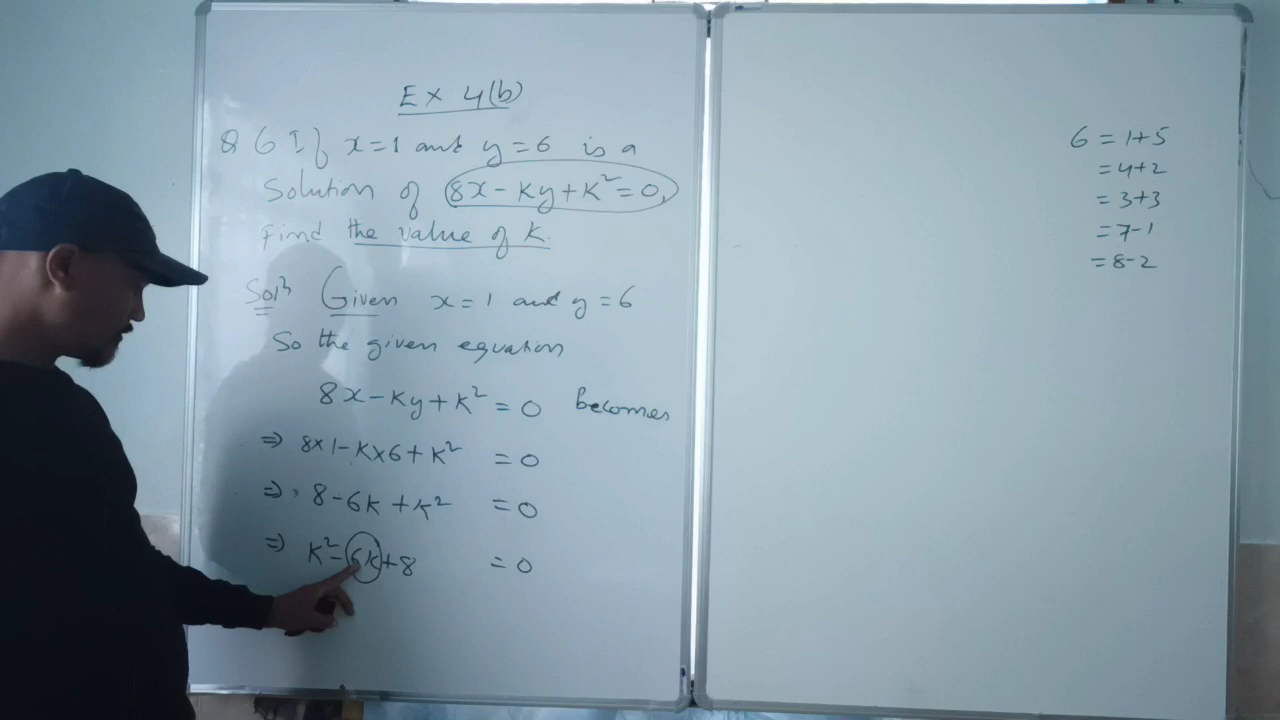 Ex 4(b)
Q 6 If x=1 and y=6 is a
Solution of 8x-Ky+K²=0,
Find the value of K.
Solⁿ Given x=1 and y=6
So the given equation
8x-Ky+K²=0 becomes
⇒ 8×1-K×6+K² =0
⇒ 8-6K+K² =0
⇒ K²-6K+8 =0
6=1+5
=4+2
=3+3
=7-1
=8-2